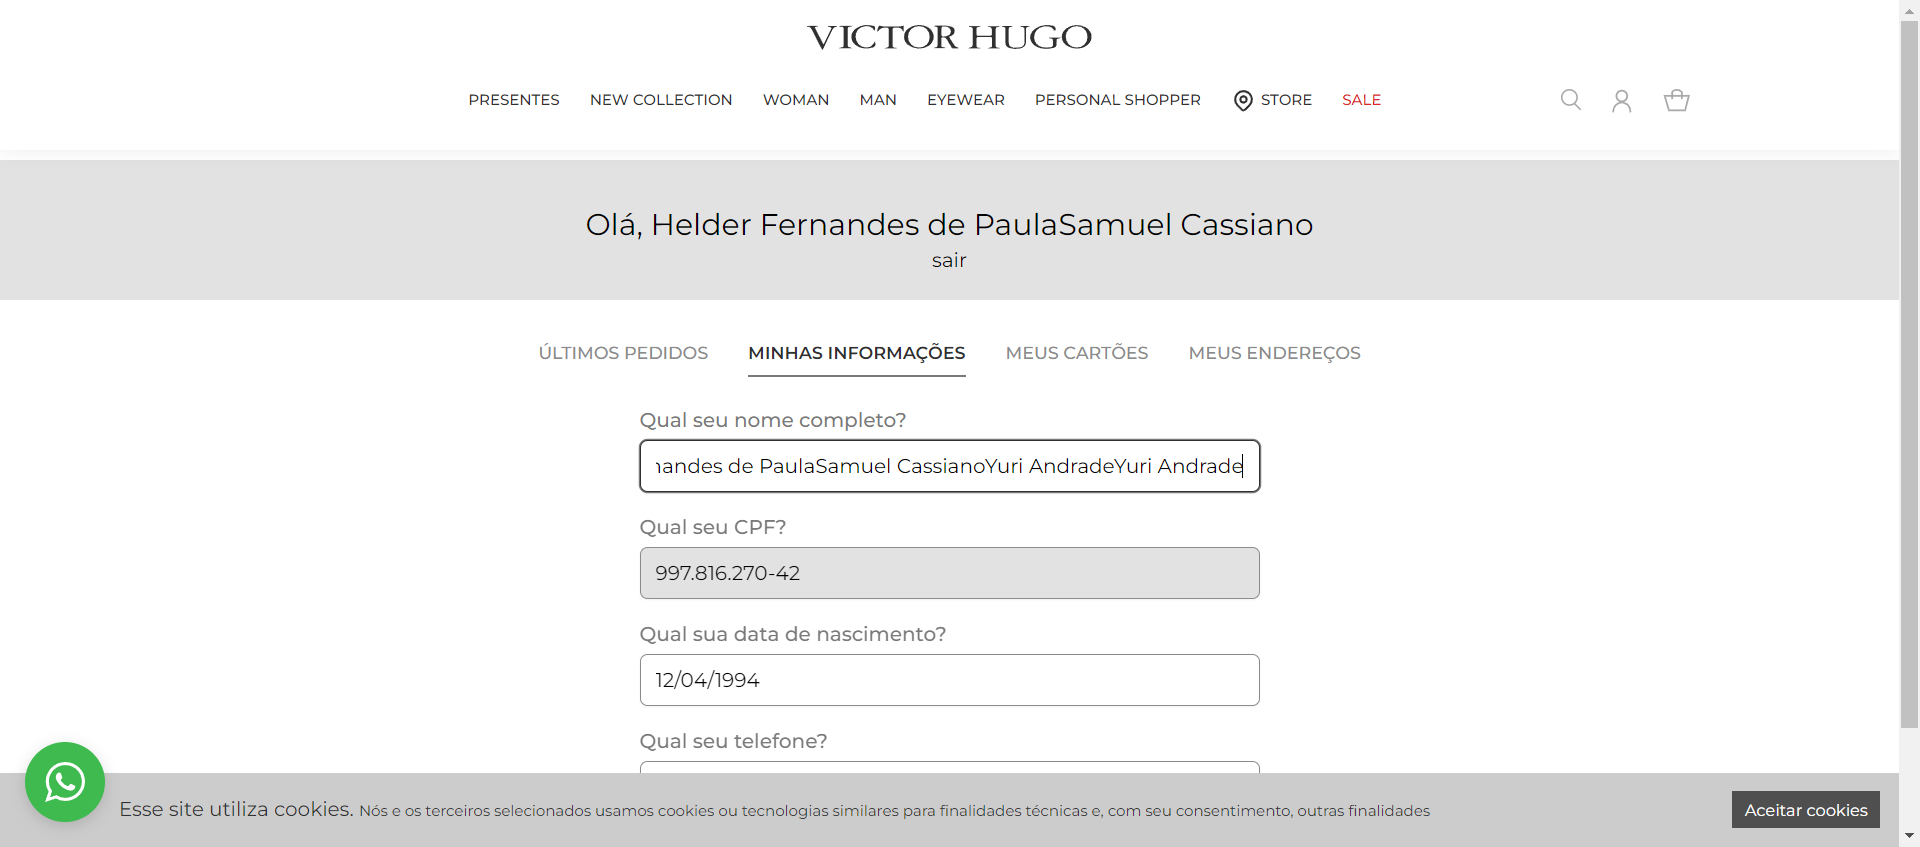 VICTOR HUGO
PRESENTES NEW COLLECTION WOMAN MAN EYEWEAR PERSONAL SHOPPER STORE SALE
Olá, Helder Fernandes de PaulaSamuel Cassiano
sair
ÚLTIMOS PEDIDOS MINHAS INFORMAÇÕES MEUS CARTÕES MEUS ENDEREÇOS
Qual seu nome completo?
nandes de PaulaSamuel CassianoYuri AndradeYuri Andrade
Qual seu CPF?
997.816.270-42
Qual sua data de nascimento?
12/04/1994
Qual seu telefone?
Esse site utiliza cookies. Nós e os terceiros selecionados usamos cookies ou tecnologias similares para finalidades técnicas e, com seu consentimento, outras finalidades
Aceitar cookies